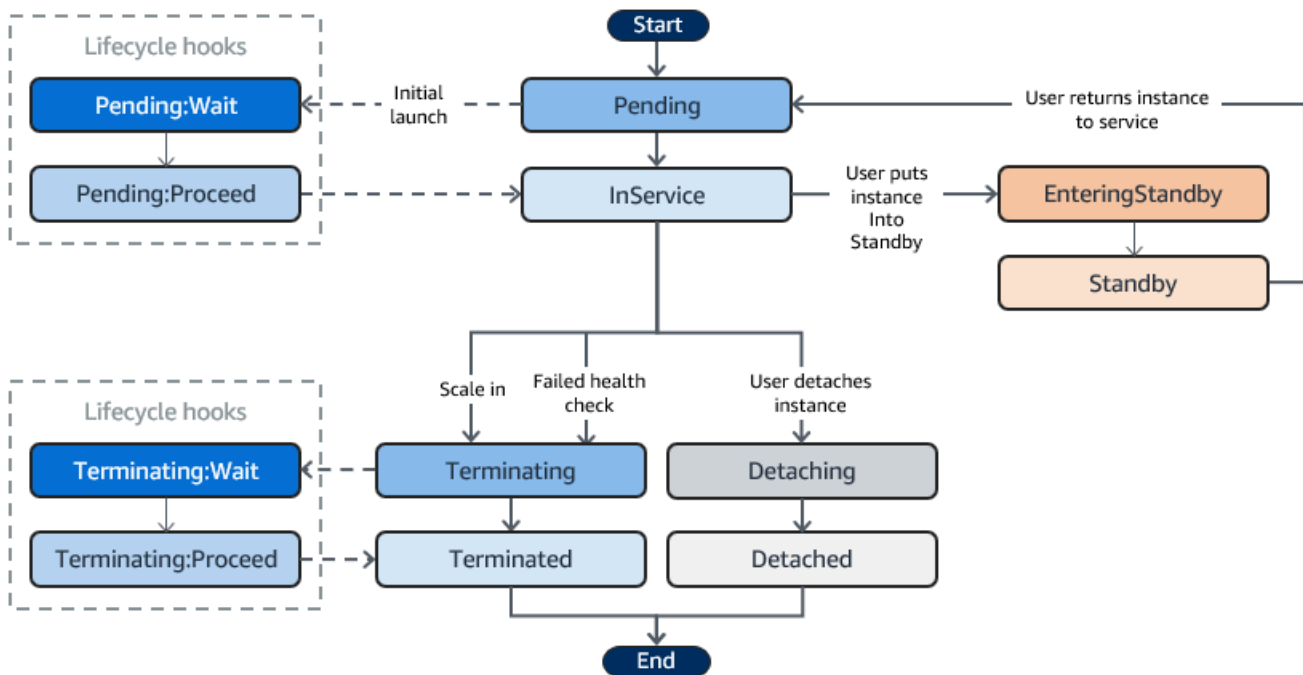 Start
Lifecycle hooks
Pending:Wait
Initial
launch
Pending
User returns instance
to service
Pending:Proceed
InService
User puts
instance
Into
Standby
EnteringStandby
Standby
Scale in
Failed health
check
User detaches
instance
Lifecycle hooks
Terminating:Wait
Terminating
Detaching
Terminating:Proceed
Terminated
Detached
End